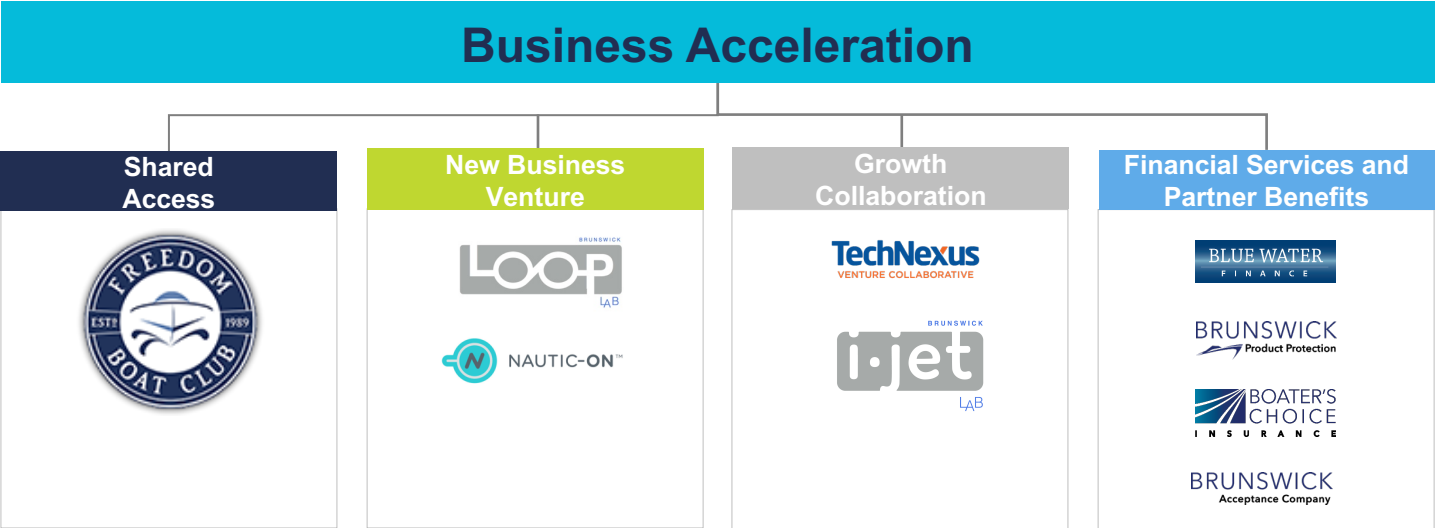 Business Acceleration
Shared
Access
FREEDOM
ESTD 1989
BOAT CLUB
New Business
Venture
BRUNSWICK
LOOP
LAB
N
NAUTIC-ON™
Growth
Collaboration
TechNexus
VENTURE COLLABORATIVE
BRUNSWICK
i·jet
LAB
Financial Services and
Partner Benefits
BLUE WATER
FINANCE
BRUNSWICK
Product Protection
BOATER'S
CHOICE
INSURANCE
BRUNSWICK
Acceptance Company